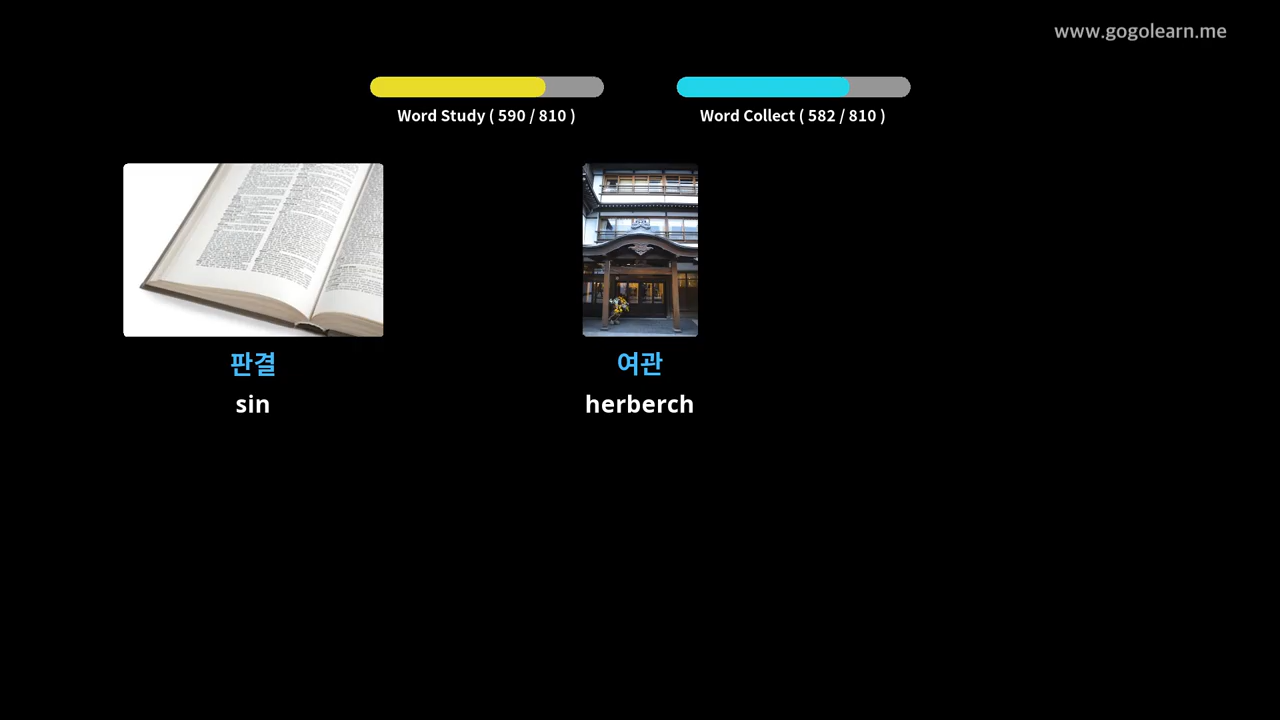 www.gogolearn.me
Word Study ( 590 / 810 )
Word Collect ( 582 / 810 )
판결
sin
여관
herberch